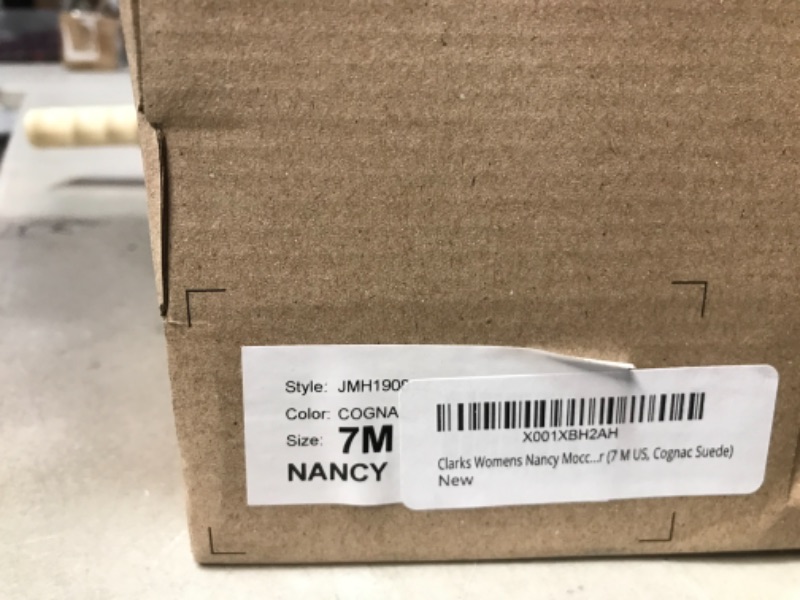 Style: JMH190
Color: COGNA
Size: 7M
NANCY
X001XBH2AH
Clarks Womens Nancy Mocc...r (7 M US, Cognac Suede)
New